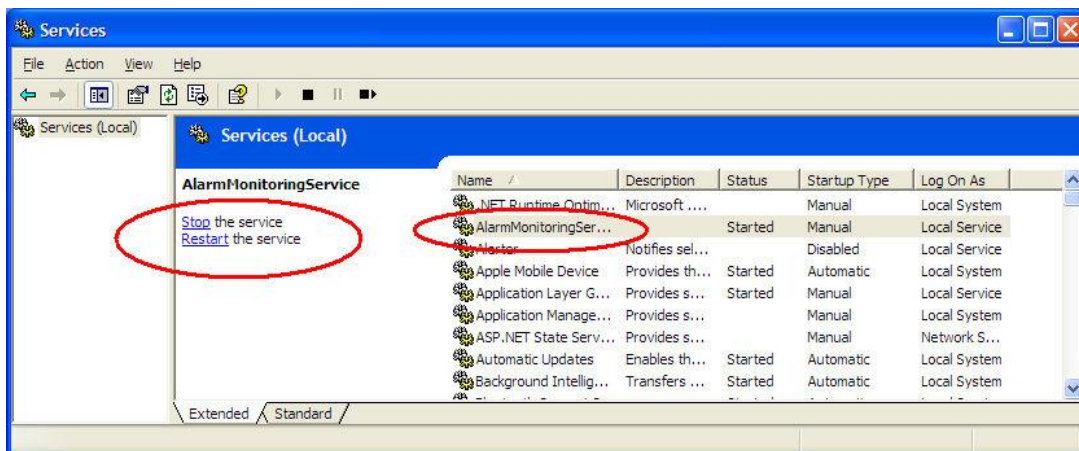 Services
File Action View Help
Services (Local)
Services (Local)
AlarmMonitoringService
Stop the service
Restart the service
Name Description Status Startup Type Log On As
.NET Runtime Optim... Microsoft .... Manual Local System
AlarmMonitoringSer... Started Manual Local Service
Alerter Notifies sel... Disabled Local Service
Apple Mobile Device Provides th... Started Automatic Local System
Application Layer G... Provides s... Started Manual Local Service
Application Manage... Provides s... Manual Local System
ASP.NET State Serv... Provides s... Manual Network S...
Automatic Updates Enables th... Started Automatic Local System
Background Intellig... Transfers ... Started Automatic Local System
Extended Standard